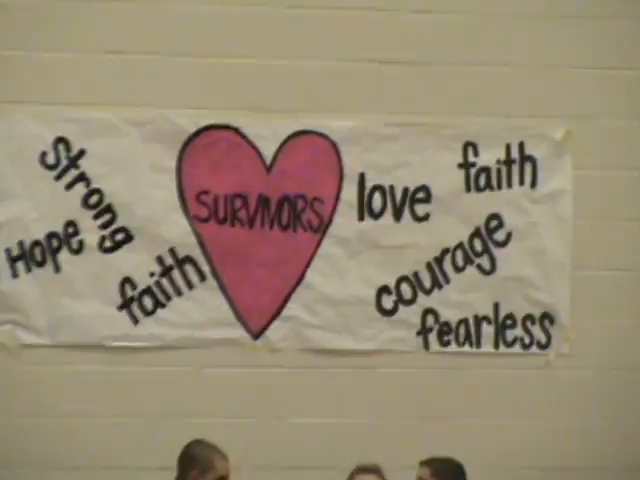 Strong
Hope
faith
SURVIVORS
love
faith
courage
fearless